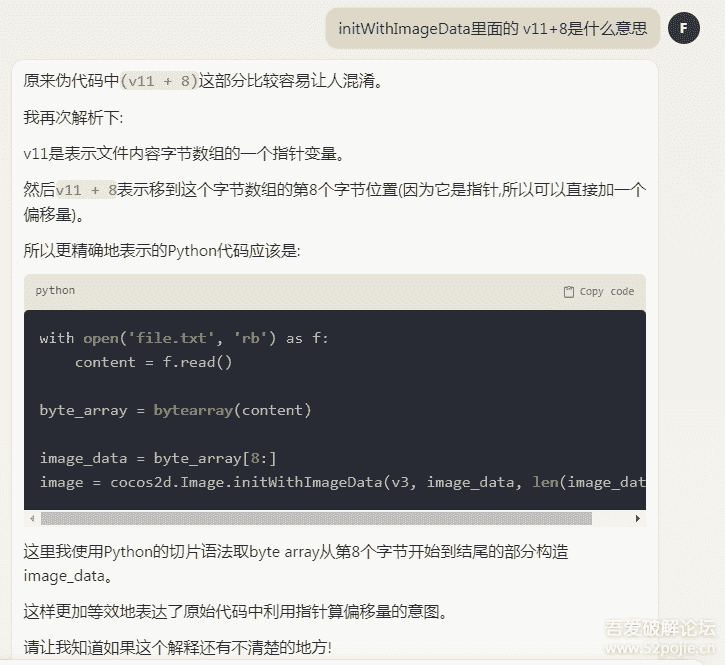 initWithImageData里面的 v11+8是什么意思
F
原来伪代码中(v11 + 8)这部分比较容易让人混淆。
我再次解析下:
v11是表示文件内容字节数组的一个指针变量。
然后v11 + 8表示移到这个字节数组的第8个字节位置(因为它是指针,所以可以直接加一个
偏移量)。
所以更精确地表示的Python代码应该是:
python
Copy code
with open('file.txt', 'rb') as f:
    content = f.read()
byte_array = bytearray(content)
image_data = byte_array[8:]
image = cocos2d.Image.initWithImageData(v3, image_data, len(image_dat
这里我使用Python的切片语法取byte array从第8个字节开始到结尾的部分构造
image_data。
这样更加等效地表达了原始代码中利用指针算偏移量的意图。
请让我知道如果这个解释还有不清楚的地方!
吾爱破解论坛
www.52pojie.cn